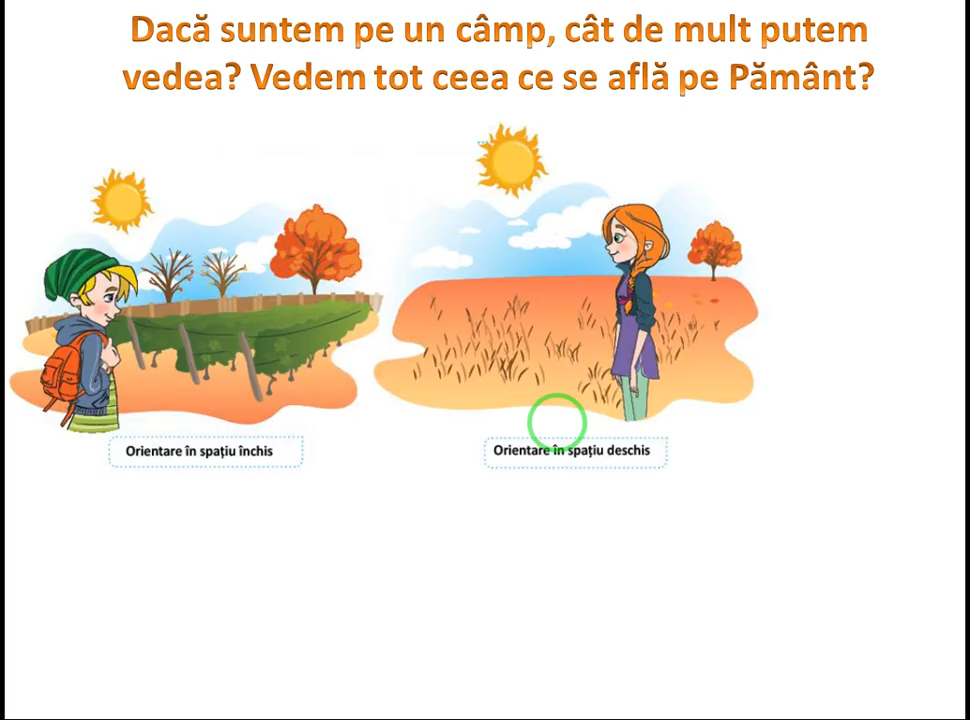 Dacă suntem pe un câmp, cât de mult putem
vedea? Vedem tot ceea ce se află pe Pământ?
Orientare în spațiu închis
Orientare în spațiu deschis